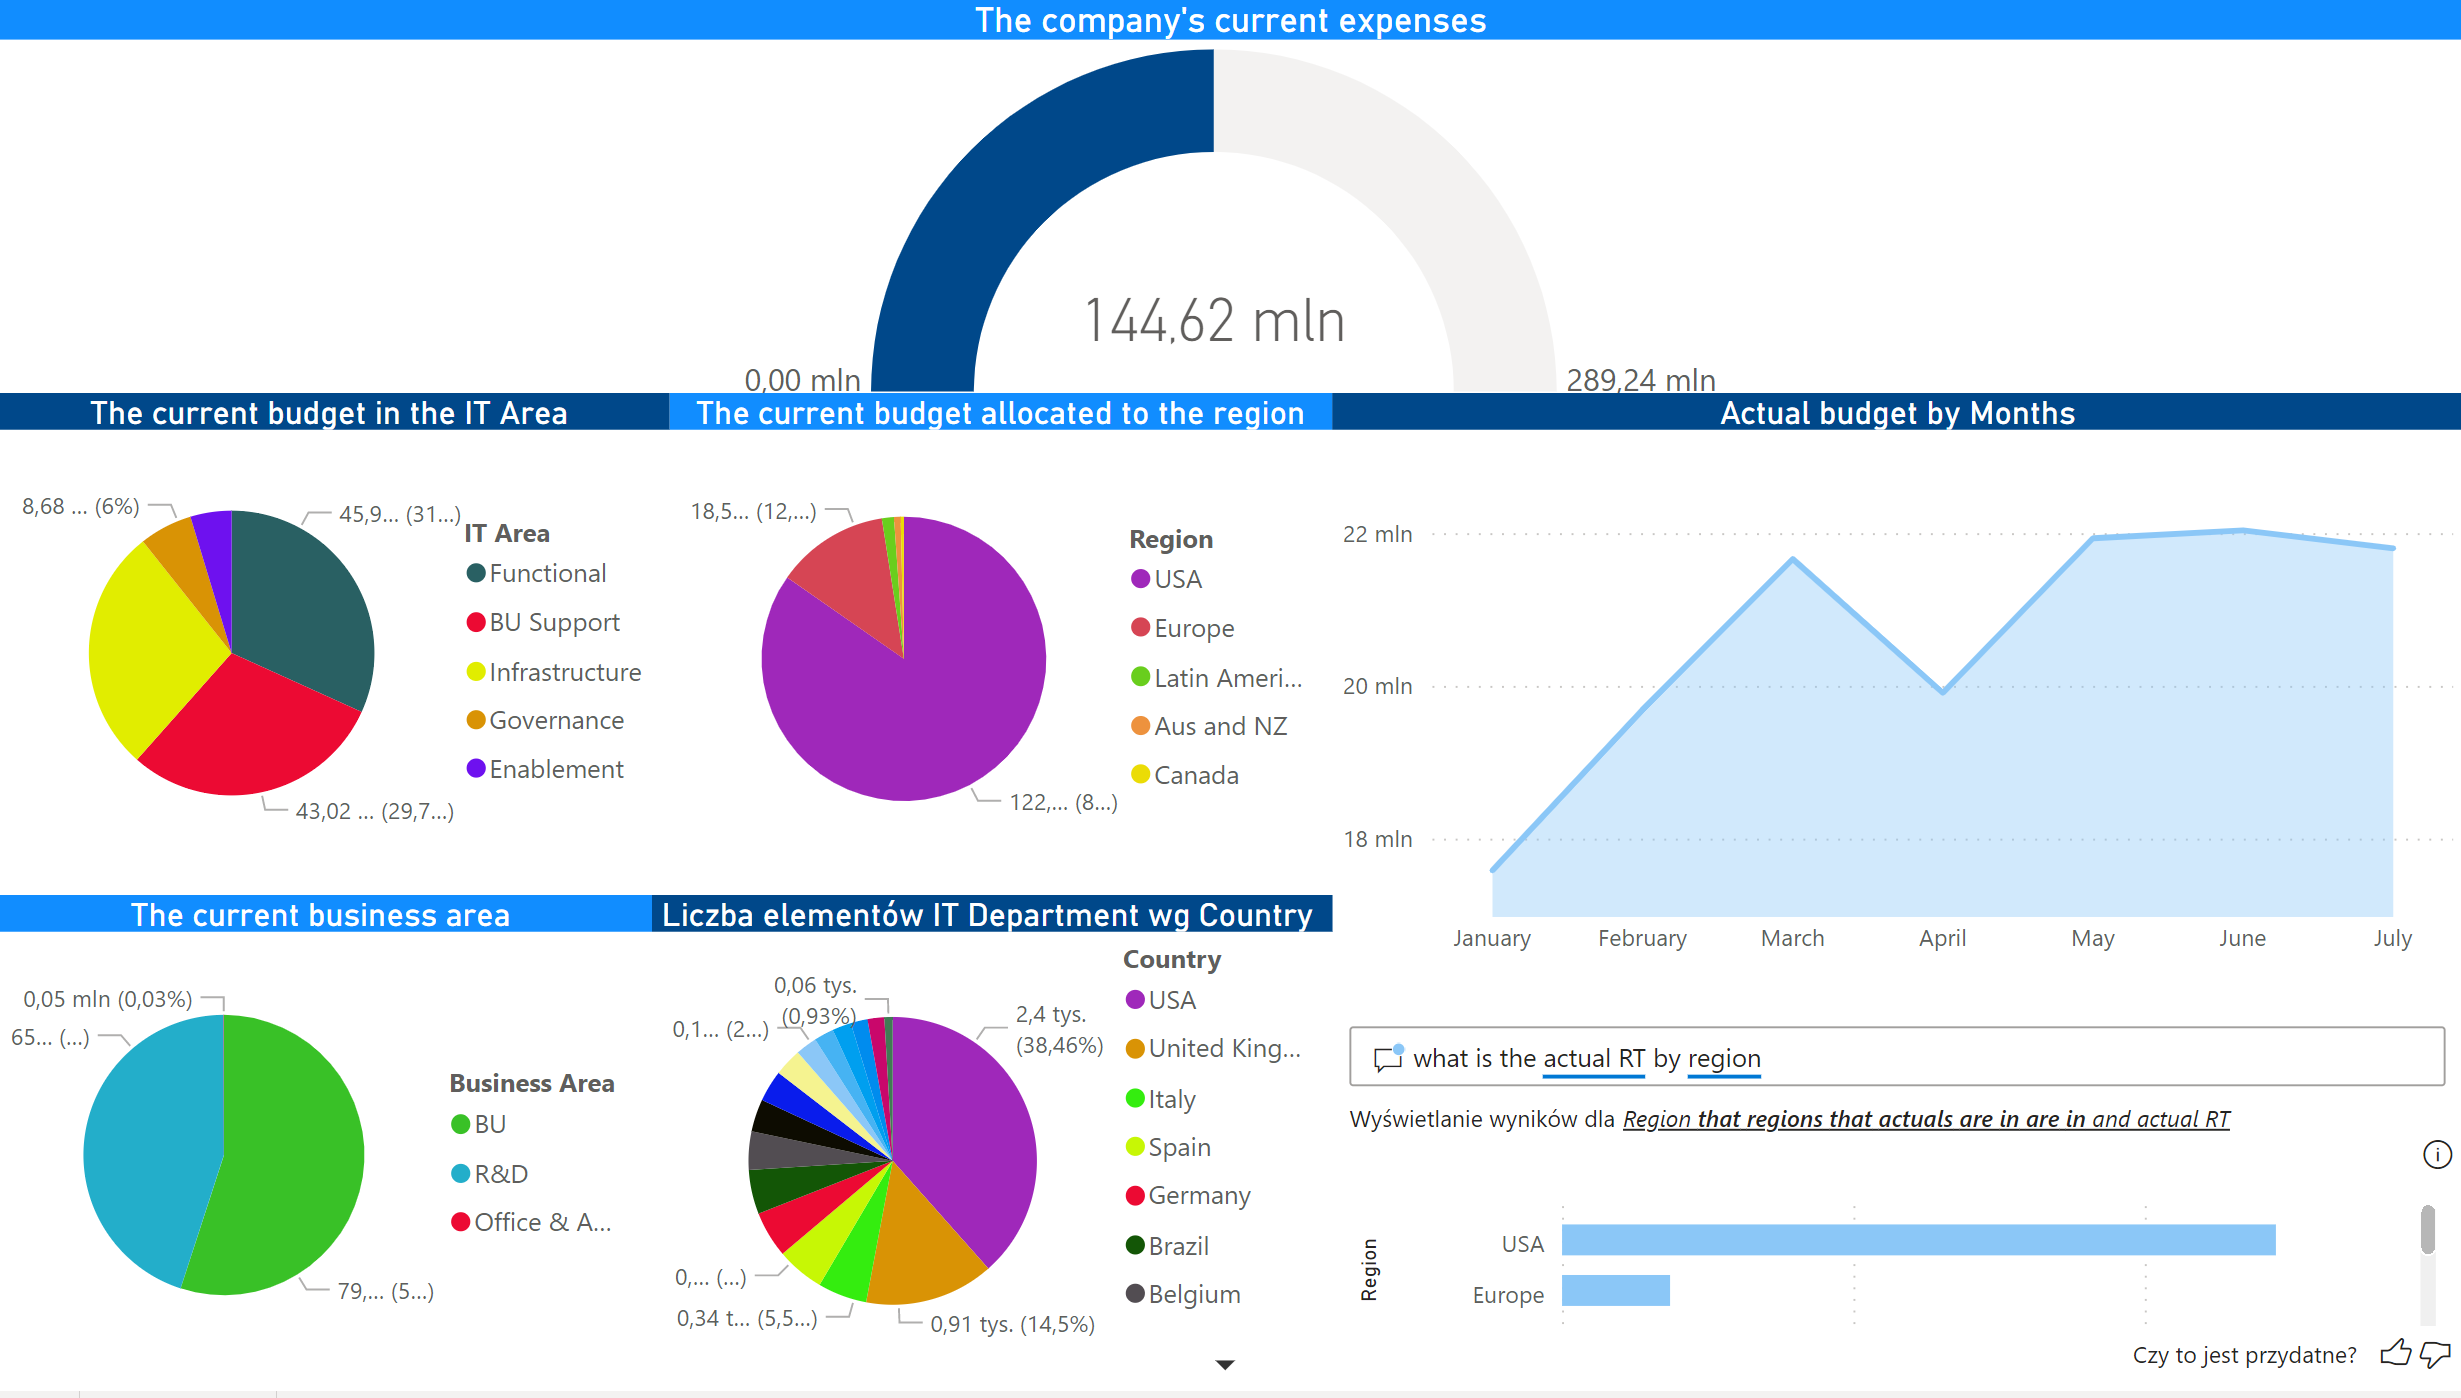 The company's current expenses
144,62 mln
0,00 mln
289,24 mln
The current budget in the IT Area
8,68 ... (6%)
45,9... (31...)
43,02 ... (29,7...)
IT Area
Functional
BU Support
Infrastructure
Governance
Enablement
The current budget allocated to the region
18,5... (12,...)
122,... (8...)
Region
USA
Europe
Latin Ameri...
Aus and NZ
Canada
Actual budget by Months
22 mln
20 mln
18 mln
January February March April May June July
The current business area
0,05 mln (0,03%)
65... (...)
79,... (5...)
Business Area
BU
R&D
Office & A...
Liczba elementów IT Department wg Country
0,06 tys.
(0,93%)
0,1... (2...)
2,4 tys.
(38,46%)
0,... (...)
0,34 t... (5,5...)
0,91 tys. (14,5%)
Country
USA
United King...
Italy
Spain
Germany
Brazil
Belgium
what is the actual RT by region
Wyświetlanie wyników dla Region that regions that actuals are in are in and actual RT
Region
USA
Europe
Czy to jest przydatne?